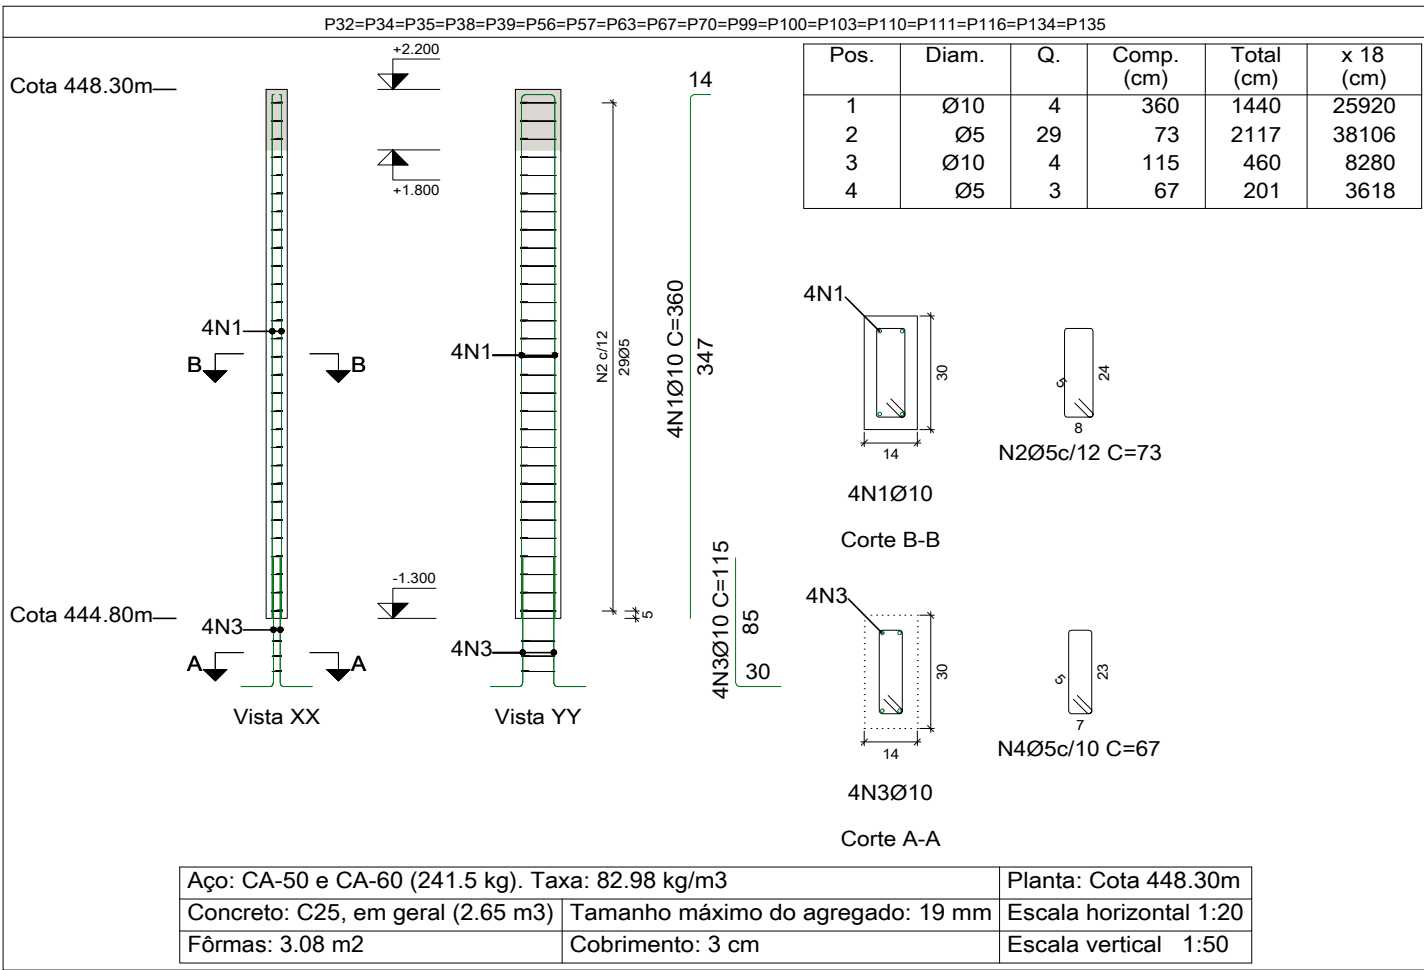 P32=P34=P35=P38=P39=P56=P57=P63=P67=P70=P99=P100=P103=P110=P111=P116=P134=P135
Pos. Diam. Q. Comp. (cm) Total (cm) x 18 (cm)
1 Ø10 4 360 1440 25920
2 Ø5 29 73 2117 38106
3 Ø10 4 115 460 8280
4 Ø5 3 67 201 3618
Cota 448.30m
+2.200
+1.800
4N1
B B
-1.300
Cota 444.80m
4N3
A A
Vista XX
4N1
4N3
Vista YY
N2 c/12
29Ø5
5
14
4N1Ø10 C=360
347
4N3Ø10 C=115
85
30
4N1
30
14
4N1Ø10
Corte B-B
5
24
8
N2Ø5c/12 C=73
4N3
30
14
4N3Ø10
Corte A-A
5
23
7
N4Ø5c/10 C=67
Aço: CA-50 e CA-60 (241.5 kg). Taxa: 82.98 kg/m3 Planta: Cota 448.30m
Concreto: C25, em geral (2.65 m3) Tamanho máximo do agregado: 19 mm Escala horizontal 1:20
Fôrmas: 3.08 m2 Cobrimento: 3 cm Escala vertical 1:50